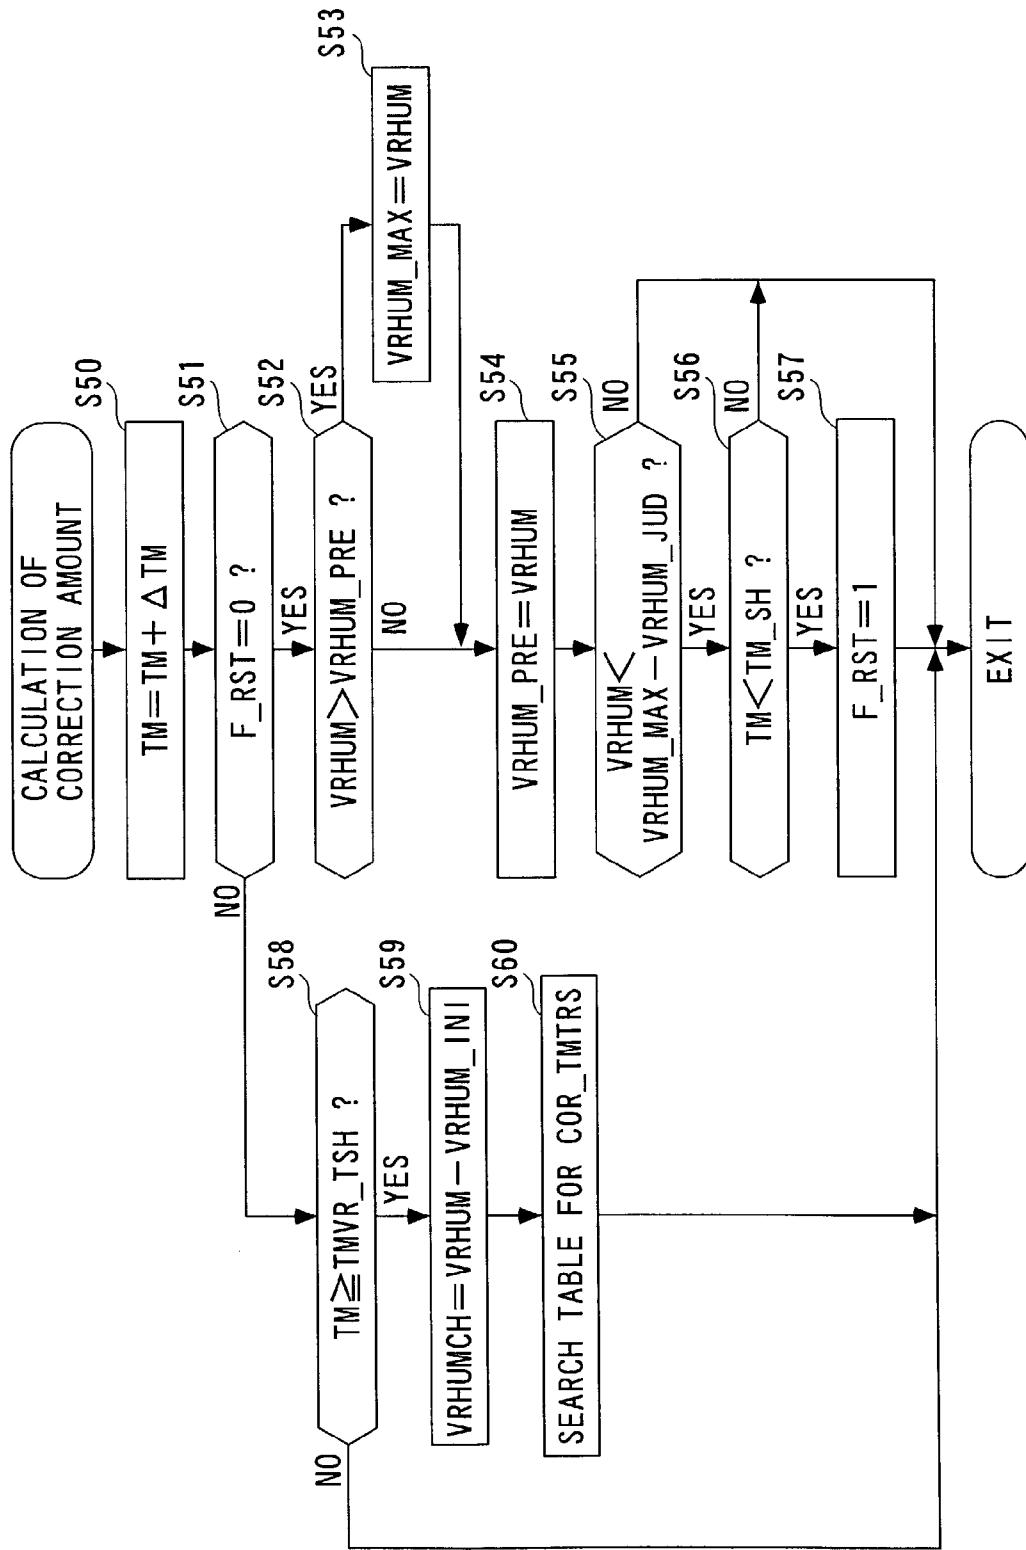 CALCULATION OF
CORRECTION AMOUNT
S50
TM=TM+ΔTM
S51
F_RST=0 ?
NO
YES
S52
VRHUM>VRHUM_PRE ?
YES
NO
S53
VRHUM_MAX=VRHUM
S54
VRHUM_PRE=VRHUM
S55
VRHUM<
VRHUM_MAX-VRHUM_JUD ?
NO
YES
S56
TM<TM_SH ?
NO
YES
S57
F_RST=1
S58
TM≧TMVR_TSH ?
NO
YES
S59
VRHUMCH=VRHUM-VRHUM_INI
S60
SEARCH TABLE FOR COR_TMTRS
EXIT